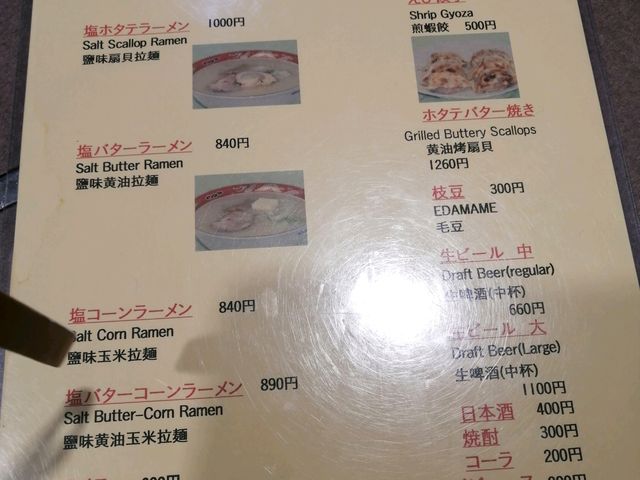 塩ホタテラーメン 1000円
Salt Scallop Ramen
鹽味扇貝拉麺
塩バターラーメン 840円
Salt Butter Ramen
鹽味黄油拉麺
塩コーンラーメン 840円
Salt Corn Ramen
鹽味玉米拉麺
塩バターコーンラーメン 890円
Salt Butter-Corn Ramen
鹽味黄油玉米拉麺
Shrip Gyoza
煎蝦餃 500円
ホタテバター焼き
Grilled Buttery Scallops
黄油烤扇貝
1260円
枝豆 300円
EDAMAME
毛豆
生ビール 中
Draft Beer(regular)
生啤酒(中杯)
660円
生ビール 大
Draft Beer(Large)
生啤酒(中杯)
1100円
日本酒 400円
焼酎 300円
コーラ 200円